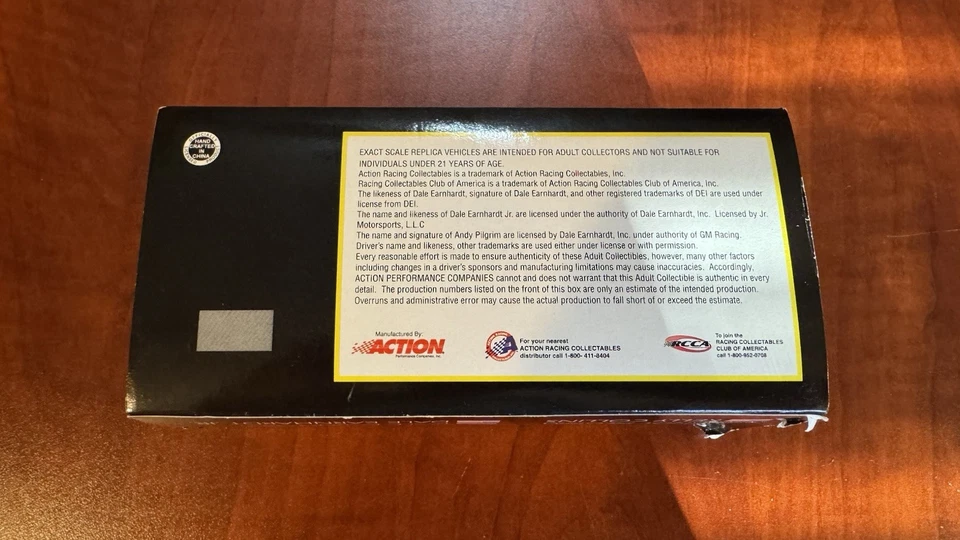 HAND
CRAFTED
IN
CHINA
EXACT SCALE REPLICA VEHICLES ARE INTENDED FOR ADULT COLLECTORS AND NOT SUITABLE FOR
INDIVIDUALS UNDER 21 YEARS OF AGE.
Action Racing Collectables is a trademark of Action Racing Collectables, Inc.
Racing Collectables Club of America is a trademark of Action Racing Collectables Club of America, Inc.
The likeness of Dale Earnhardt, signature of Dale Earnhardt, and other registered trademarks of DEI are used under
license from DEI.
The name and likeness of Dale Earnhardt Jr. are licensed under the authority of Dale Earnhardt, Inc. Licensed by Jr.
Motorsports, L.L.C
The name and signature of Andy Pilgrim are licensed by Dale Earnhardt, Inc. under authority of GM Racing.
Driver's name and likeness, other trademarks are used either under license or with permission.
Every reasonable effort is made to ensure authenticity of these Adult Collectibles, however, many other factors
including changes in a driver's sponsors and manufacturing limitations may cause inaccuracies. Accordingly,
ACTION PERFORMANCE COMPANIES cannot and does not warrant that this Adult Collectible is authentic in every
detail. The production numbers listed on the front of this box are only an estimate of the intended production.
Overruns and administrative error may cause the actual production to fall short of or exceed the estimate.
Manufactured By:
ACTION
Performance Companies, Inc.
For your nearest
ACTION RACING COLLECTABLES
distributor call 1-800- 411-8404
RCCA
To join the
RACING COLLECTABLES
CLUB OF AMERICA
call 1-800-952-0708